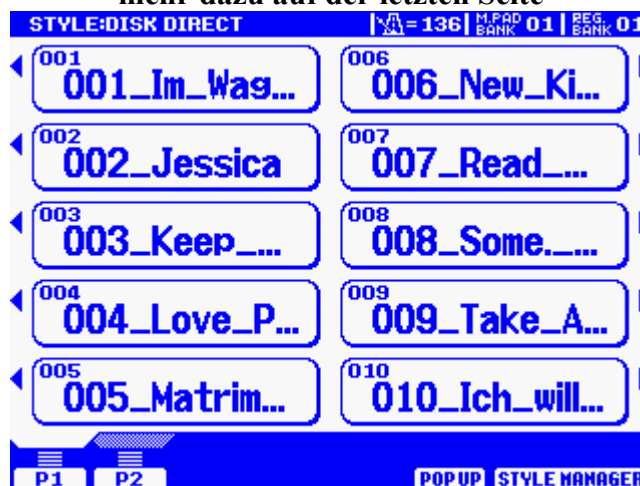 mehr dazu auf der letzten Seite
STYLE:DISK DIRECT =136 M.PAD BANK 01 REG. BANK 01
001
001_Im_Wag...
006
006_New_Ki...
002
002_Jessica
007
007_Read_...
003
003_Keep_...
008
008_Some._...
004
004_Love_P...
009
009_Take_A...
005
005_Matrim...
010
010_Ich_will...
P1 P2 POP UP STYLE MANAGER